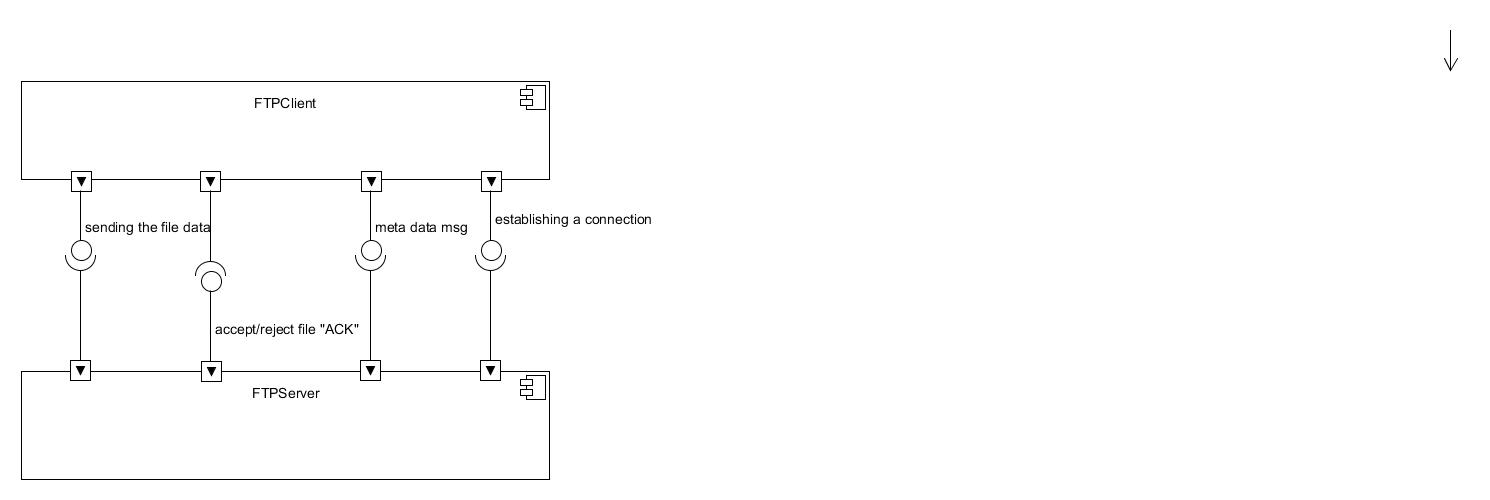 FTPClient
sending the file data
meta data msg
establishing a connection
accept/reject file "ACK"
FTPServer